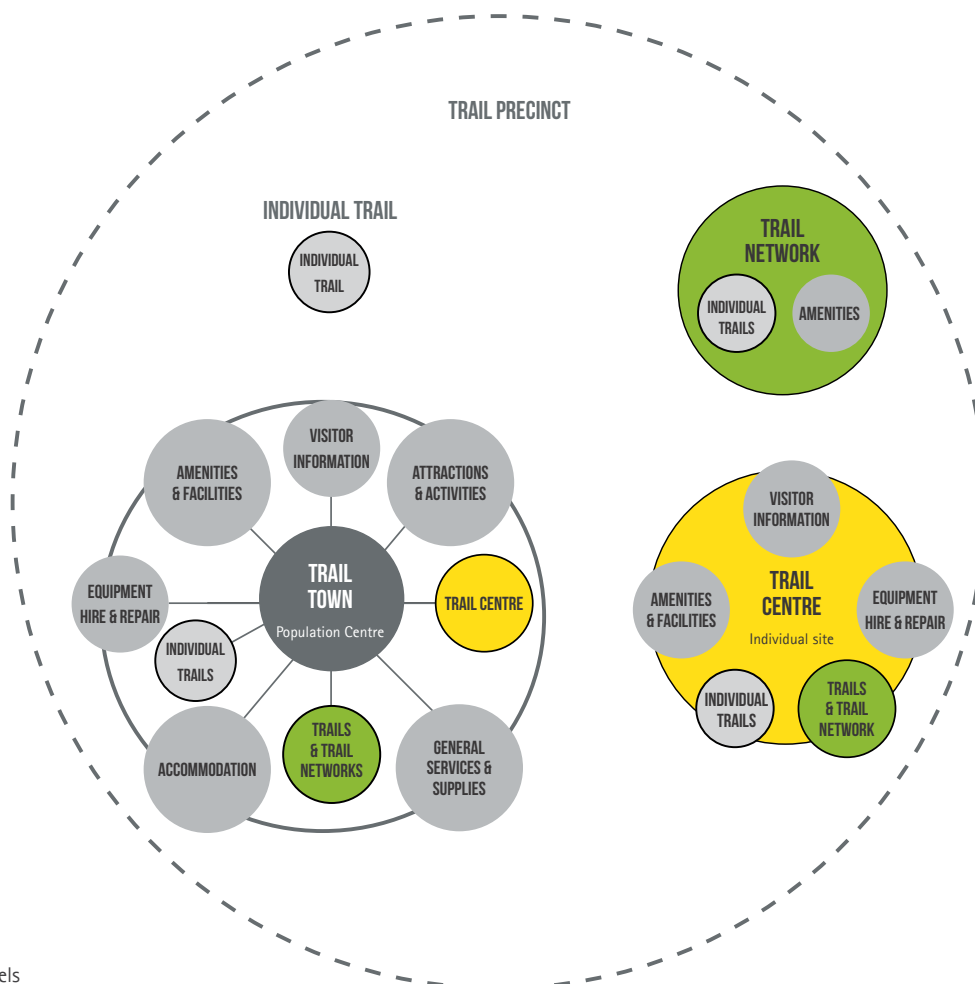 TRAIL PRECINCT
INDIVIDUAL TRAIL
INDIVIDUAL
TRAIL
TRAIL
NETWORK
INDIVIDUAL
TRAILS
AMENITIES
VISITOR
INFORMATION
AMENITIES
& FACILITIES
ATTRACTIONS
& ACTIVITIES
EQUIPMENT
HIRE & REPAIR
TRAIL
TOWN
Population Centre
TRAIL CENTRE
INDIVIDUAL
TRAILS
ACCOMMODATION
TRAILS
& TRAIL
NETWORKS
GENERAL
SERVICES &
SUPPLIES
VISITOR
INFORMATION
AMENITIES
& FACILITIES
TRAIL
CENTRE
Individual site
EQUIPMENT
HIRE & REPAIR
INDIVIDUAL
TRAILS
TRAILS
& TRAIL
NETWORK
els